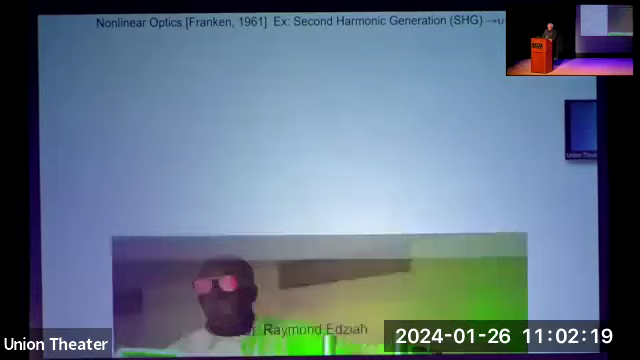 Nonlinear Optics [Franken, 1961] Ex: Second Harmonic Generation (SHG)
Raymond Edziah
Union Theater
2024-01-26 11:02:19